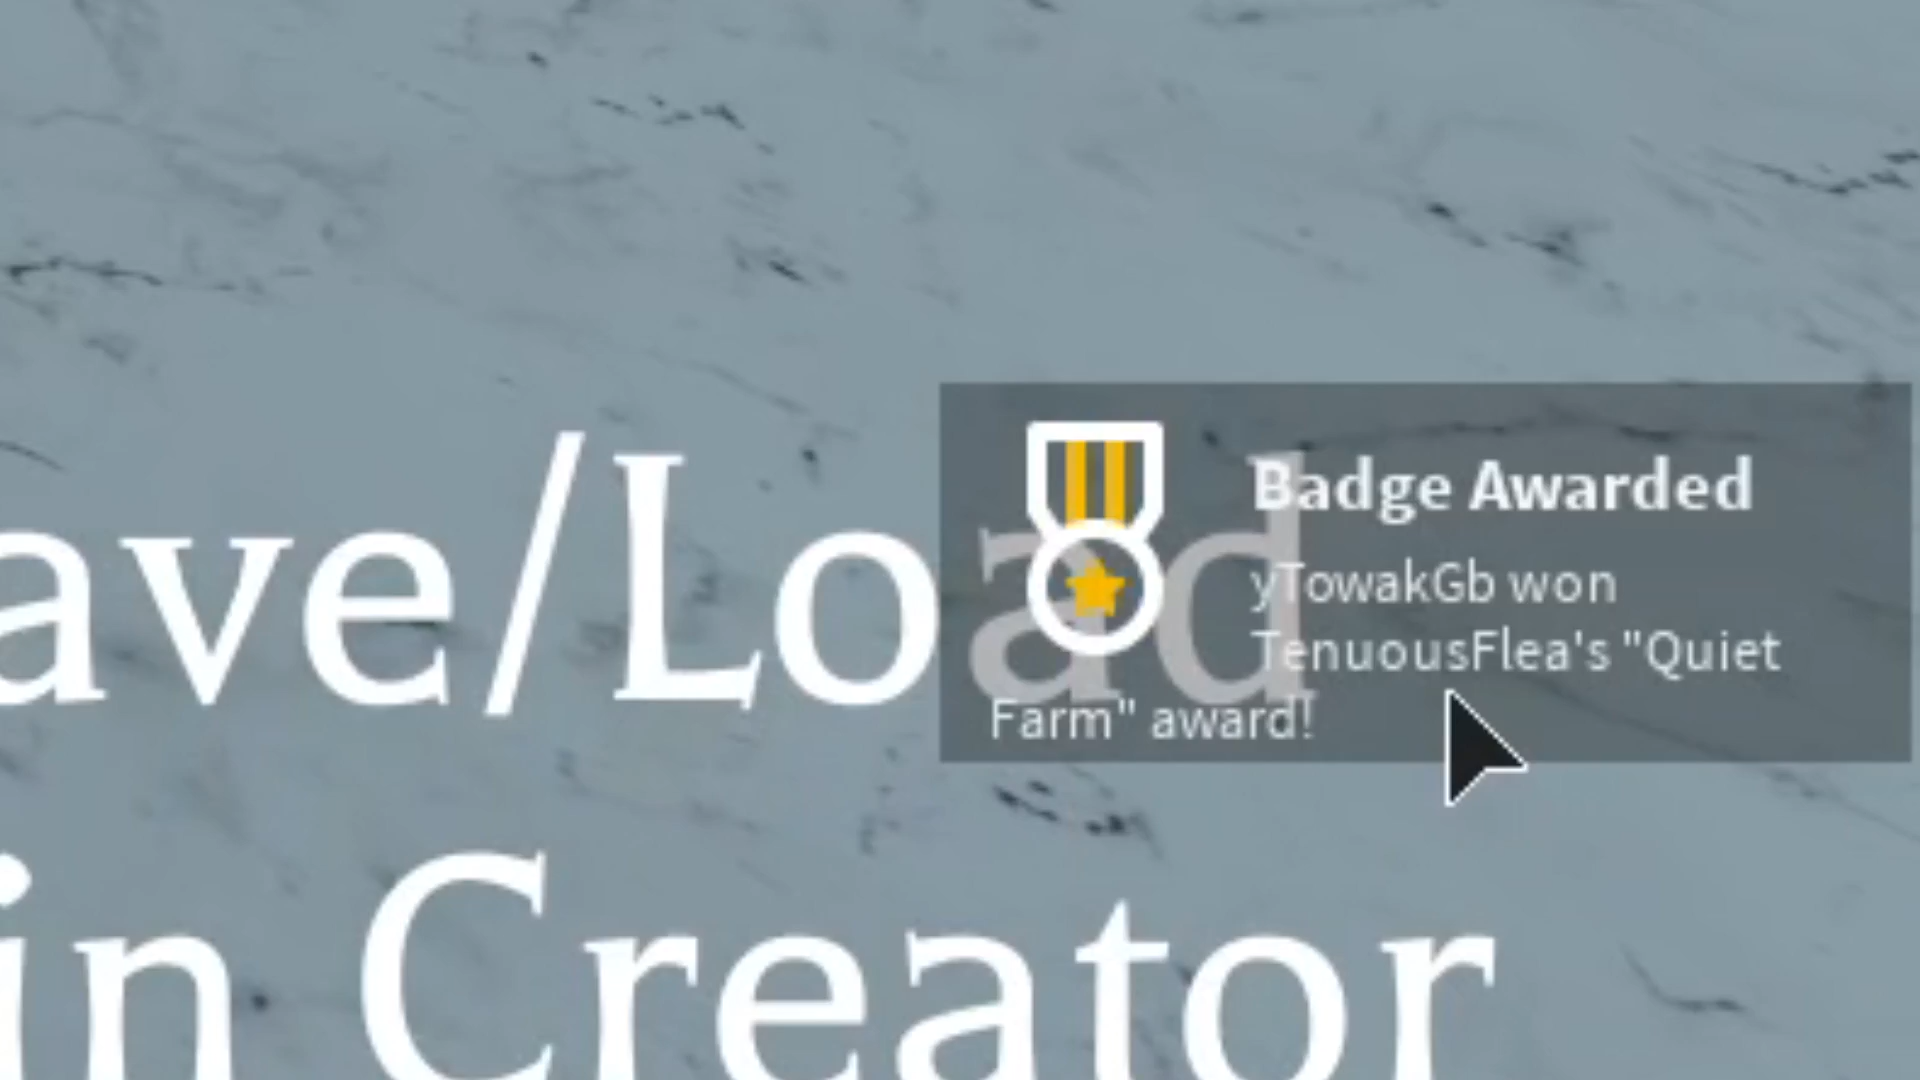 ave/Load
Badge Awarded
yTowakGb won
TenuousFlea's "Quiet
Farm" award!
in Creator